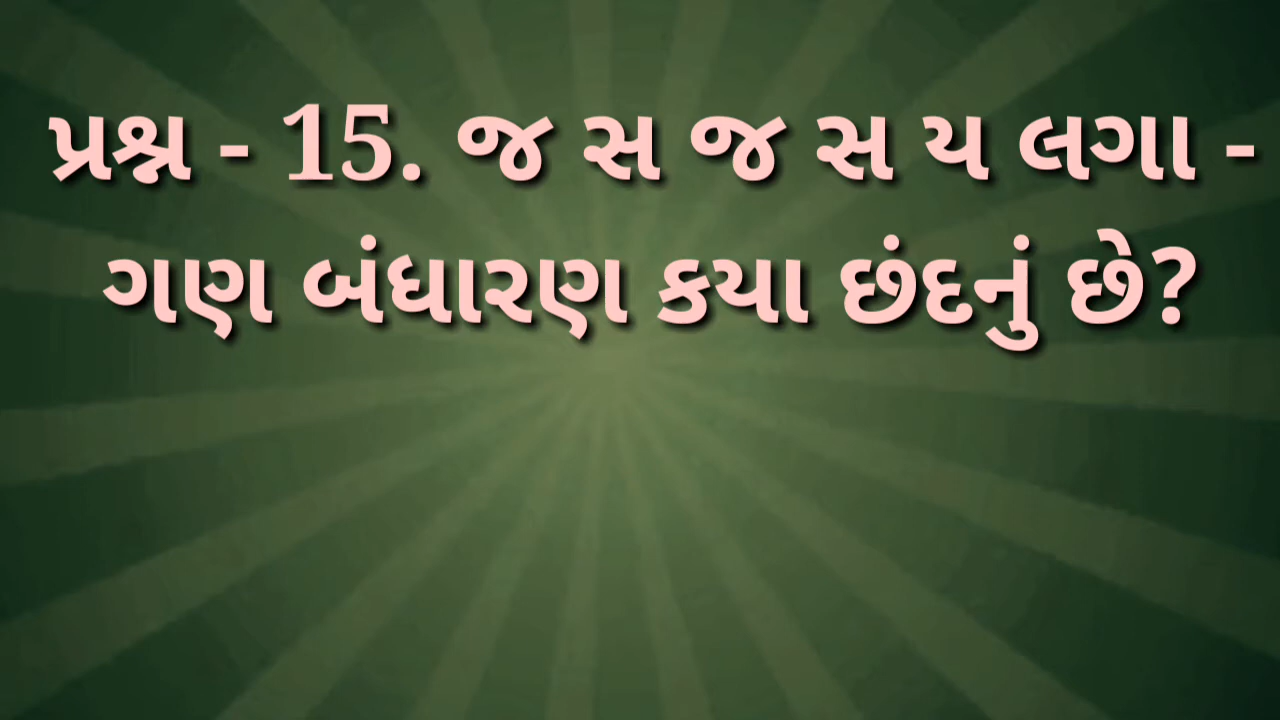 પ્રશ્ન - 15. જ સ જ સ ય લગા -
ગણ બંધારણ કયા છંદનું છે?